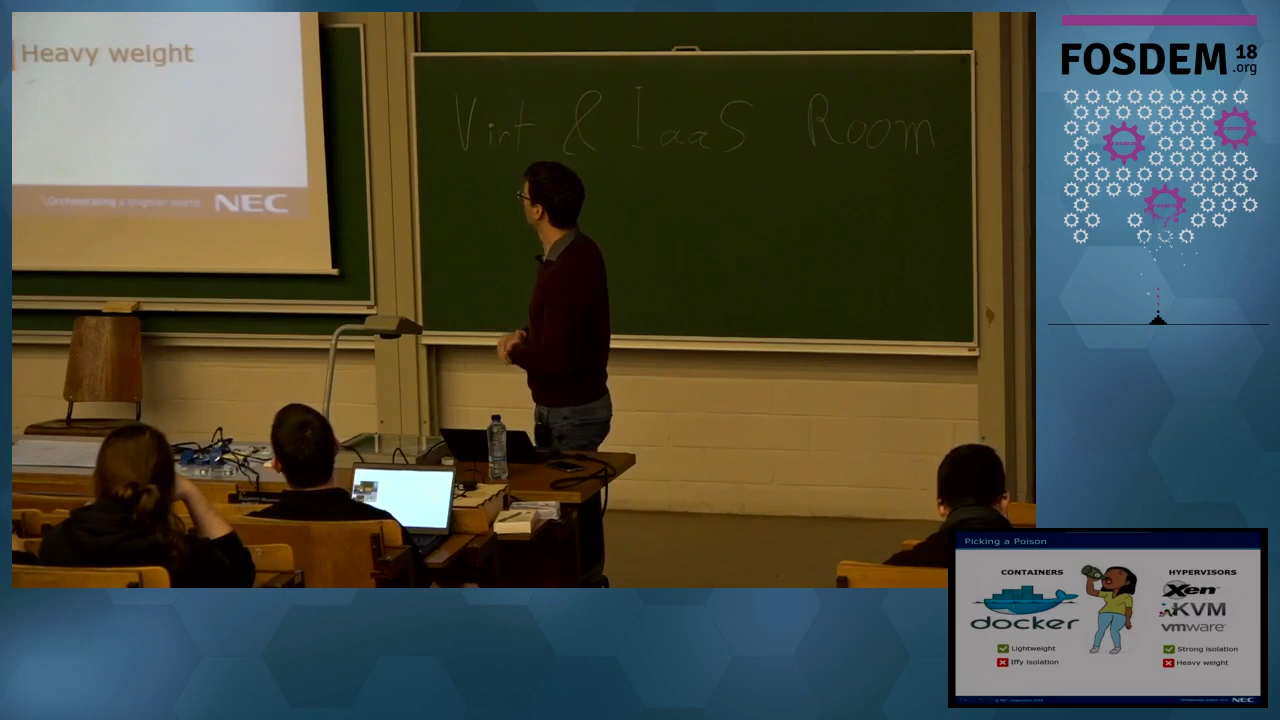 Heavy weight
\Orchestrating a brighter world
NEC
Virt & IaaS Room
FOSDEM 18
.org
Picking a Poison
CONTAINERS
HYPERVISORS
docker
Xen
KVM
vmware
Lightweight
Iffy isolation
Strong isolation
Heavy weight
NEC